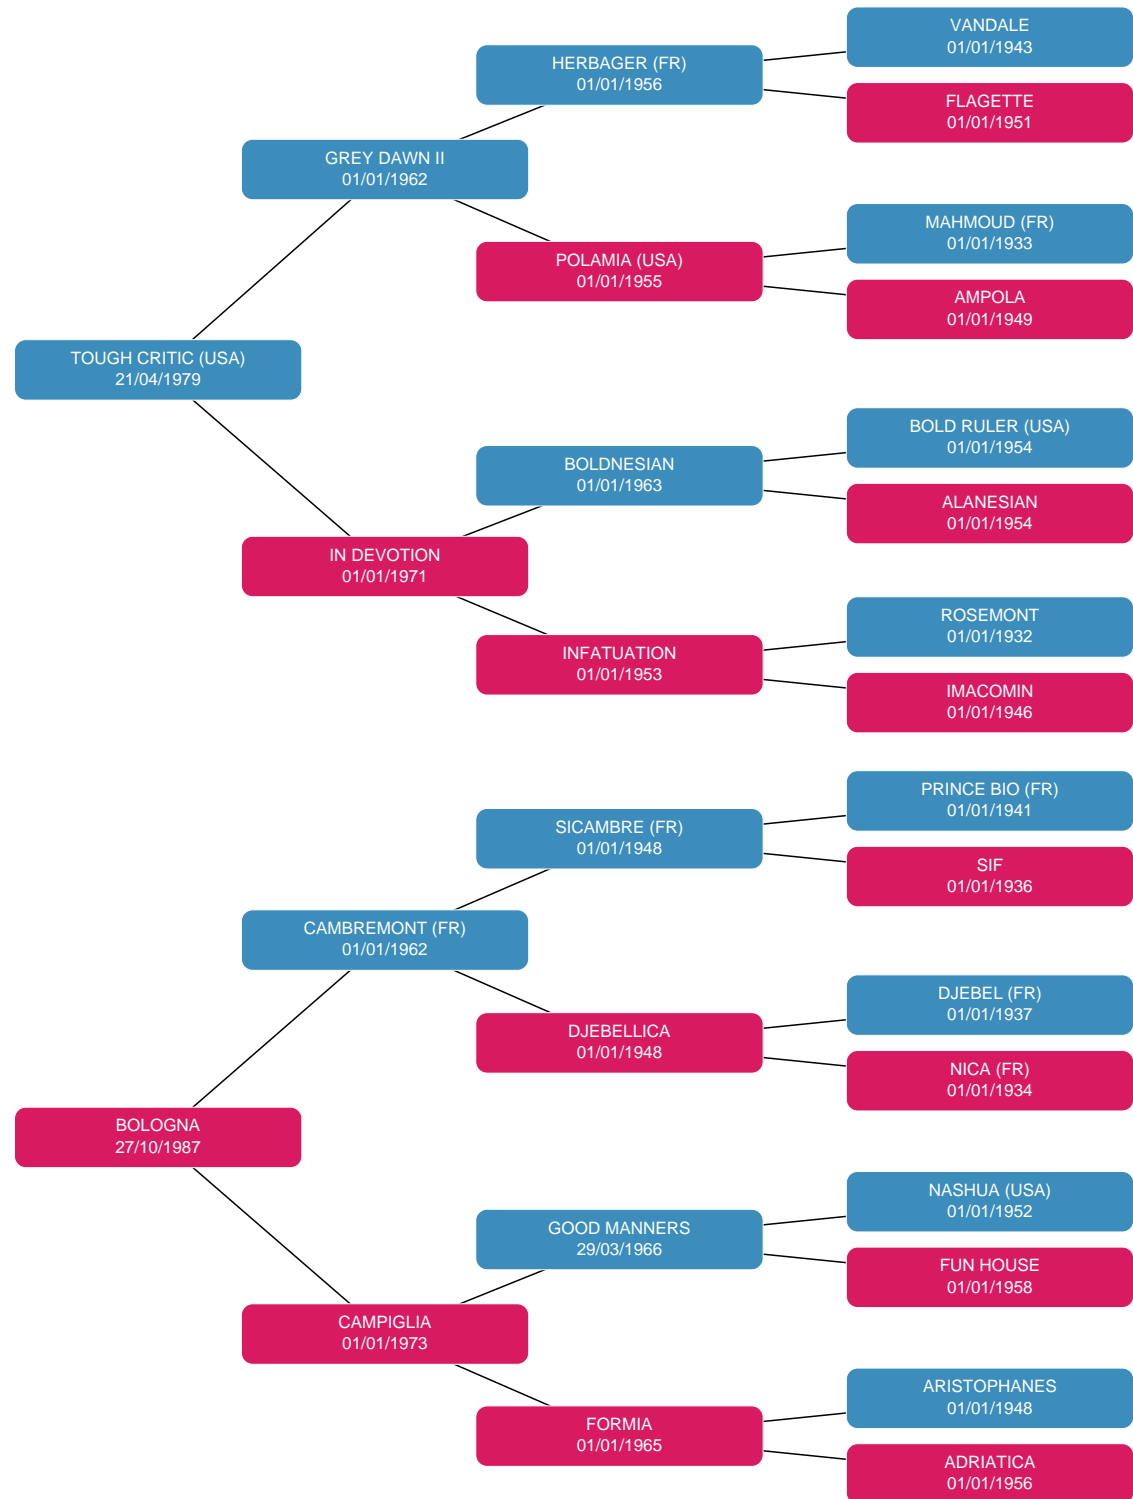 VANDALE
01/01/1943
HERBAGER (FR)
01/01/1956
FLAGETTE
01/01/1951
GREY DAWN II
01/01/1962
MAHMOUD (FR)
01/01/1933
POLAMIA (USA)
01/01/1955
AMPOLA
01/01/1949
TOUGH CRITIC (USA)
21/04/1979
BOLD RULER (USA)
01/01/1954
BOLDNESIAN
01/01/1963
ALANESIAN
01/01/1954
IN DEVOTION
01/01/1971
ROSEMONT
01/01/1932
INFATUATION
01/01/1953
IMACOMIN
01/01/1946
PRINCE BIO (FR)
01/01/1941
SICAMBRE (FR)
01/01/1948
SIF
01/01/1936
CAMBREMONT (FR)
01/01/1962
DJEBEL (FR)
01/01/1937
DJEBELLICA
01/01/1948
NICA (FR)
01/01/1934
BOLOGNA
27/10/1987
NASHUA (USA)
01/01/1952
GOOD MANNERS
29/03/1966
FUN HOUSE
01/01/1958
CAMPIGLIA
01/01/1973
ARISTOPHANES
01/01/1948
FORMIA
01/01/1965
ADRIATICA
01/01/1956